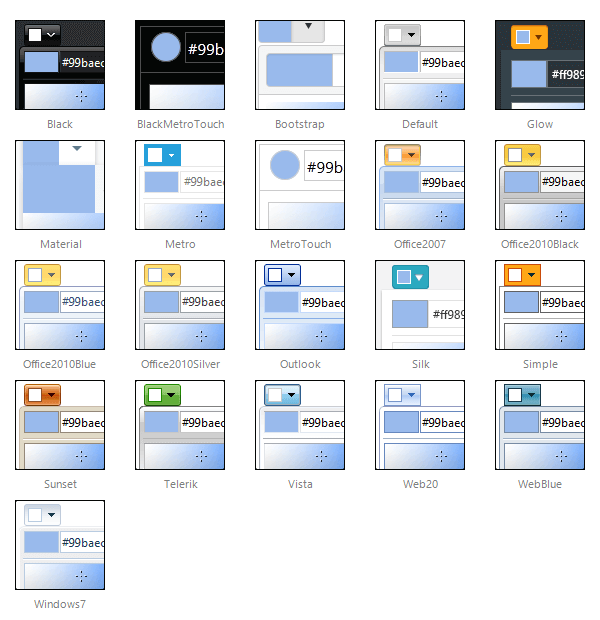 #99baec #99ba #99baec #ff989
Black BlackMetroTouch Bootstrap Default Glow
#99baec #99ba #99baec #99baec
Material Metro MetroTouch Office2007 Office2010Black
#99baec #99baec #99baec #ff989 #99baec
Office2010Blue Office2010Silver Outlook Silk Simple
#99baec #99baec #99baec #99baec #99baec
Sunset Telerik Vista Web20 WebBlue
#99baec
Windows7